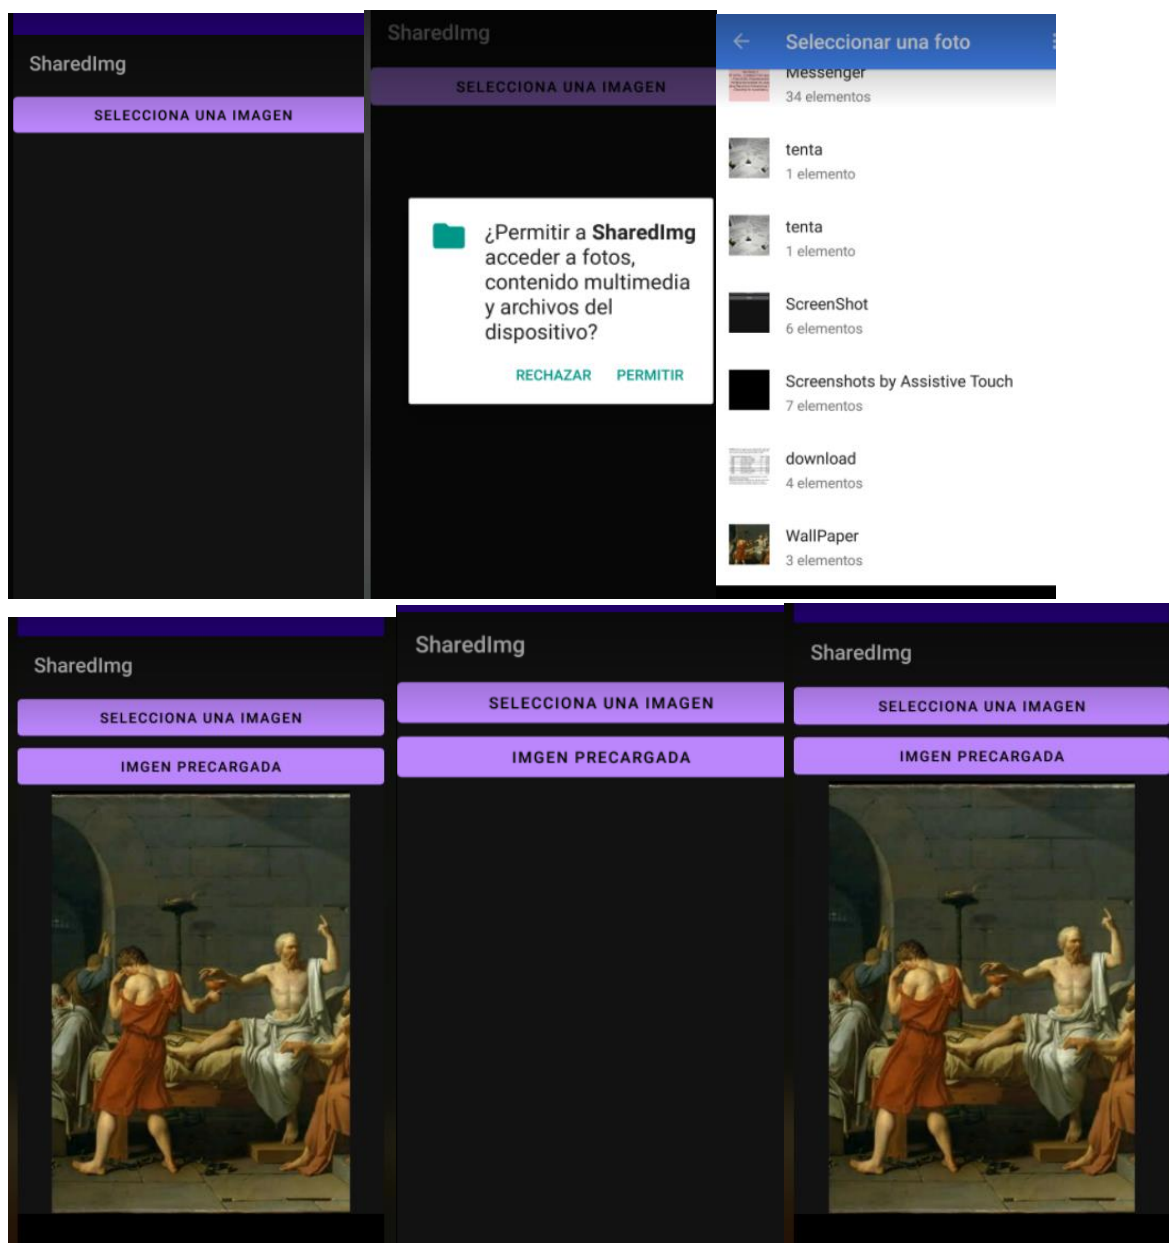 SharedImg
SELECCIONA UNA IMAGEN
SharedImg
SELECCIONA UNA IMAGEN
¿Permitir a SharedImg
acceder a fotos,
contenido multimedia
y archivos del
dispositivo?
RECHAZAR PERMITIR
Seleccionar una foto
Messenger
34 elementos
tenta
1 elemento
tenta
1 elemento
ScreenShot
6 elementos
Screenshots by Assistive Touch
7 elementos
download
4 elementos
WallPaper
3 elementos
SharedImg
SELECCIONA UNA IMAGEN
IMGEN PRECARGADA
SharedImg
SELECCIONA UNA IMAGEN
IMGEN PRECARGADA
SharedImg
SELECCIONA UNA IMAGEN
IMGEN PRECARGADA